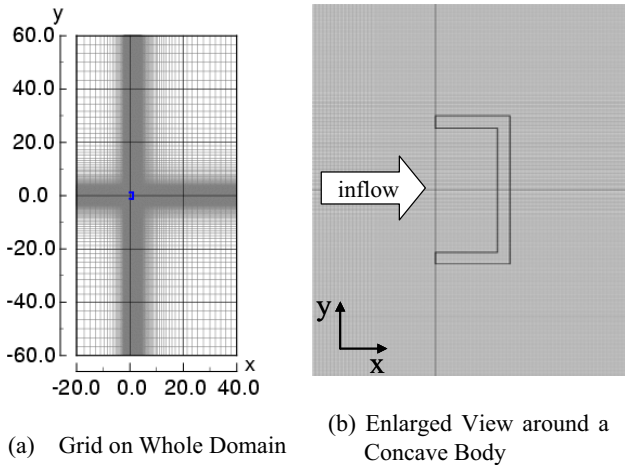 y
60.0
40.0
20.0
0.0
-20.0
-40.0
-60.0
x
-20.0 0.0 20.0 40.0
(a) Grid on Whole Domain
inflow
y
x
(b) Enlarged View around a
Concave Body